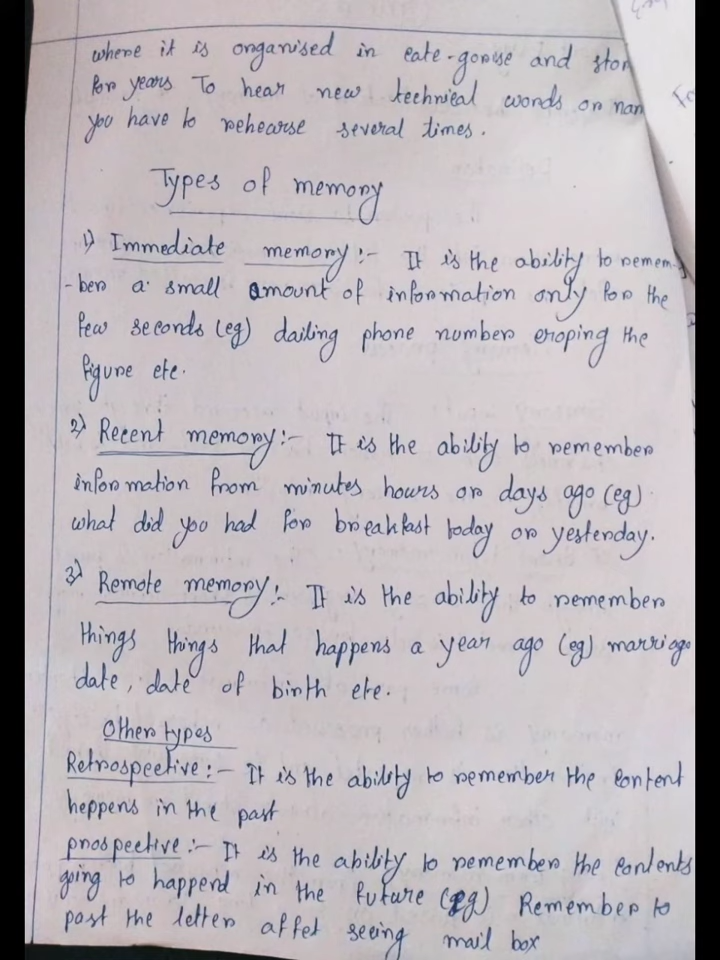 where it is organised in cate-gorise and stor
for years To hear new technical words or nam
you have to rehearse several times.
Types of memory
1) Immediate memory:- It is the ability to remem-
-ber a small amount of information only for the
few seconds (eg) dailing phone number croping the
figure etc.
2) Recent memory:- It is the ability to remember
information from minutes hours or days ago (eg)
what did you had for breakfast today or yesterday.
3) Remote memory:- It is the ability to remember
things things that happens a year ago (eg) marriage
date, date of birth etc.
Other types
Retrospective:- It is the ability to remember the content
heppens in the past
prospective:- It is the ability to remember the contents
going to happend in the future (eg) Remember to
past the letter affet seeing mail box